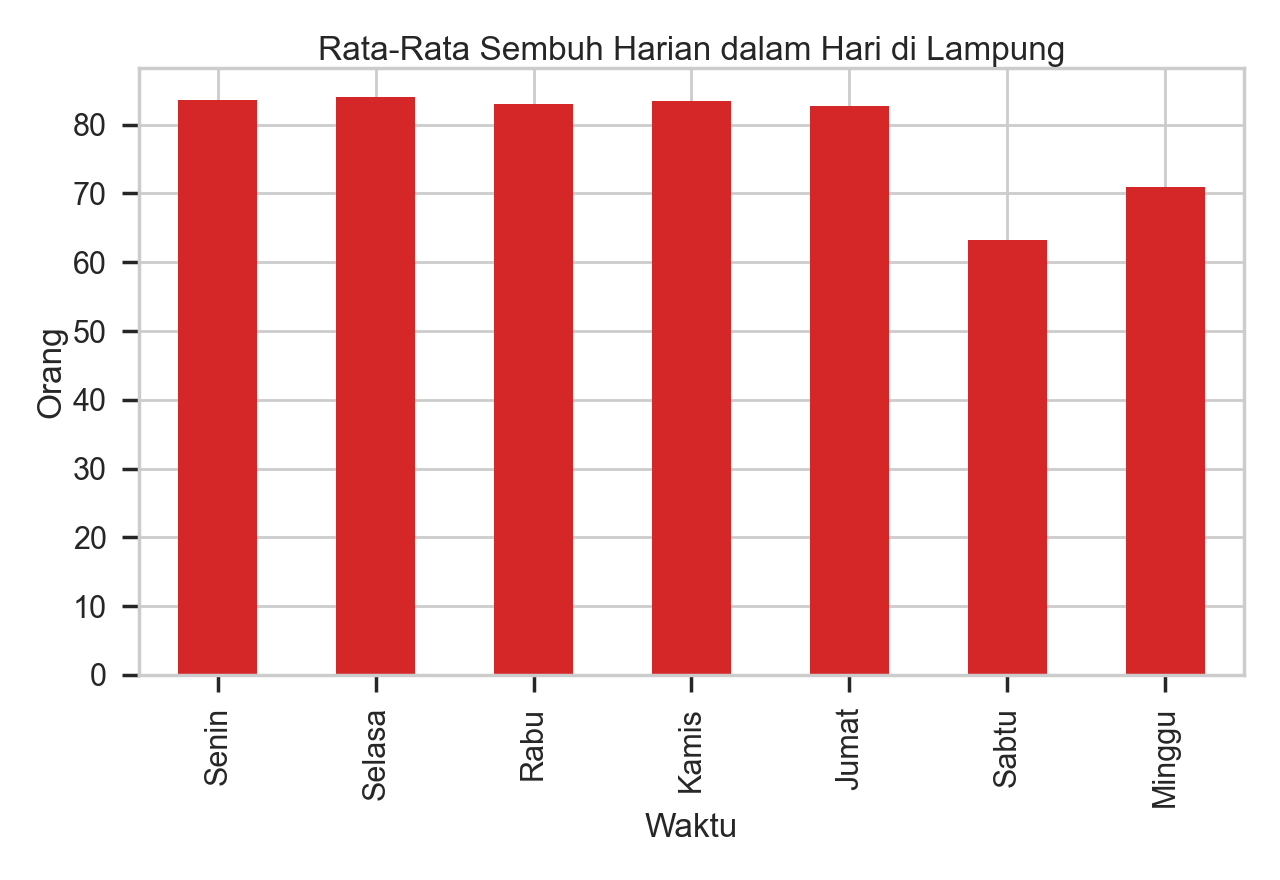 Rata-Rata Sembuh Harian dalam Hari di Lampung
80
70
60
50
40
30
20
10
0
Orang
Senin
Selasa
Rabu
Kamis
Jumat
Sabtu
Minggu
Waktu